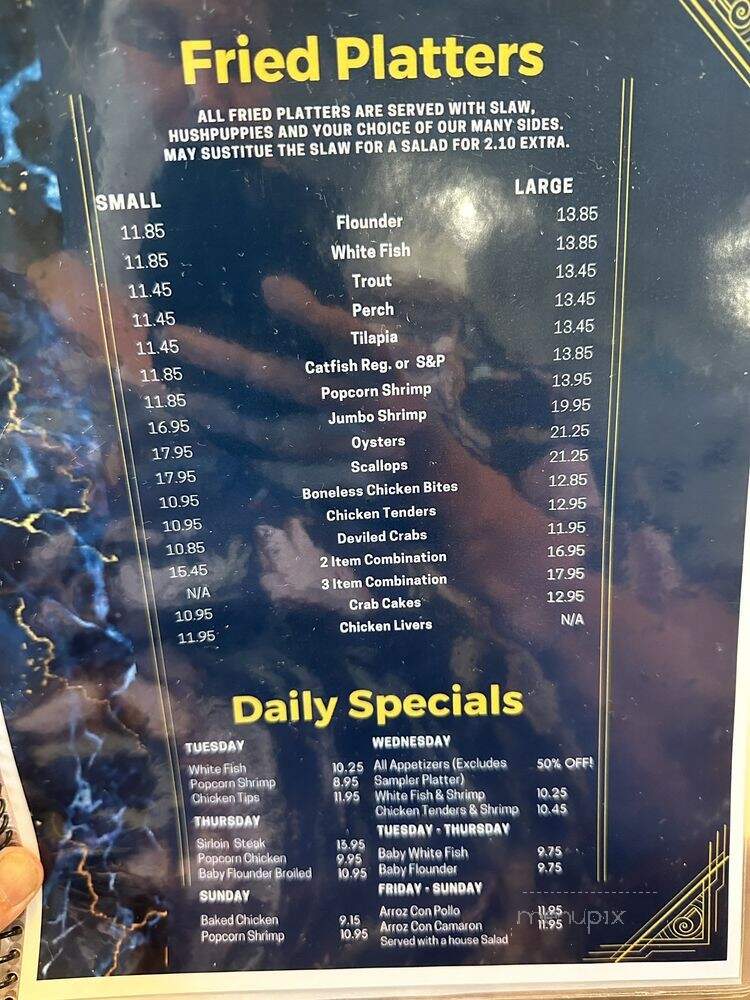 Fried Platters
ALL FRIED PLATTERS ARE SERVED WITH SLAW,
HUSHPUPPIES AND YOUR CHOICE OF OUR MANY SIDES.
MAY SUSTITUE THE SLAW FOR A SALAD FOR 2.10 EXTRA.
SMALL LARGE
11.85 Flounder 13.85
11.85 White Fish 13.85
11.45 Trout 13.45
11.45 Perch 13.45
11.45 Tilapia 13.45
11.85 Catfish Reg. or S&P 13.85
11.85 Popcorn Shrimp 13.95
16.95 Jumbo Shrimp 19.95
17.95 Oysters 21.25
17.95 Scallops 21.25
10.95 Boneless Chicken Bites 12.85
10.95 Chicken Tenders 12.95
10.85 Deviled Crabs 11.95
15.45 2 Item Combination 16.95
N/A 3 Item Combination 17.95
10.95 Crab Cakes 12.95
11.95 Chicken Livers N/A
Daily Specials
TUESDAY
White Fish 10.25
Popcorn Shrimp 8.95
Chicken Tips 11.95
THURSDAY
Sirloin Steak 13.95
Popcorn Chicken 9.95
Baby Flounder Broiled 10.95
SUNDAY
Baked Chicken 9.15
Popcorn Shrimp 10.95
WEDNESDAY
All Appetizers (Excludes 50% OFF!
Sampler Platter)
White Fish & Shrimp 10.25
Chicken Tenders & Shrimp 10.45
TUESDAY - THURSDAY
Baby White Fish 9.75
Baby Flounder 9.75
FRIDAY - SUNDAY
Arroz Con Pollo 11.95
Arroz Con Camaron 11.95
Served with a house Salad
menupix